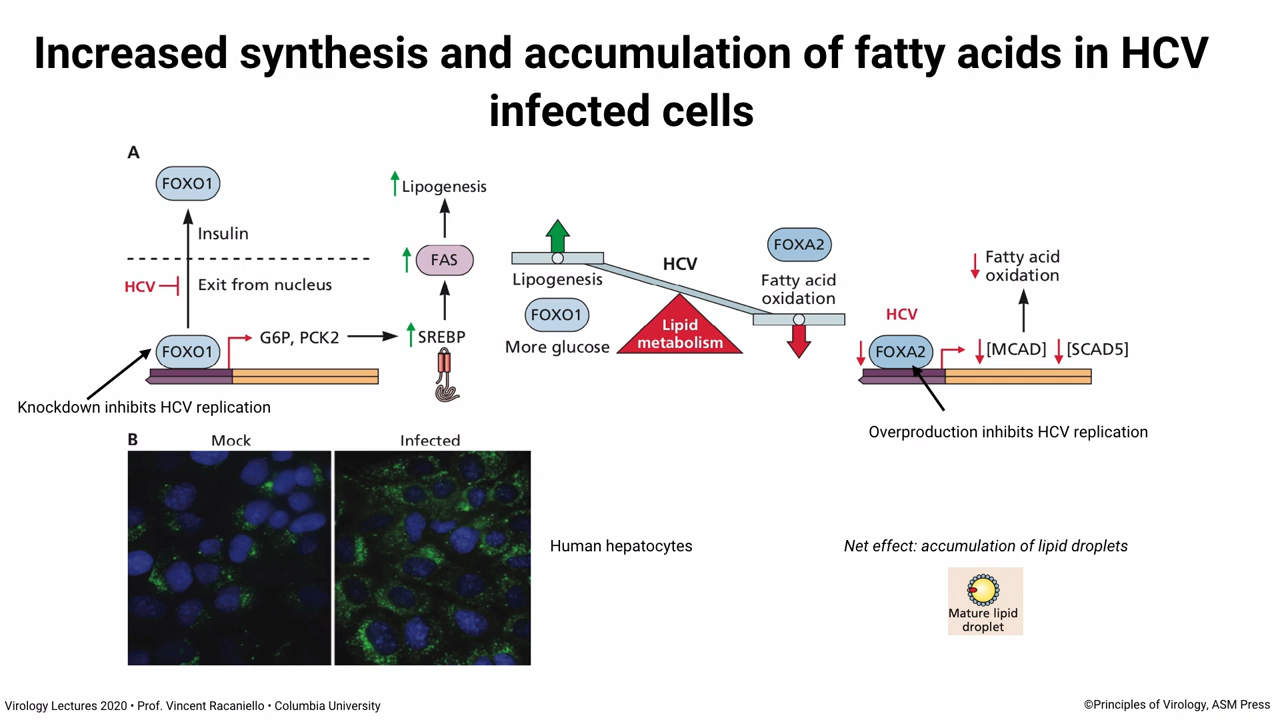 Increased synthesis and accumulation of fatty acids in HCV
infected cells
A
FOXO1
Insulin
HCV
Exit from nucleus
FOXO1
G6P, PCK2
Knockdown inhibits HCV replication
Lipogenesis
FAS
SREBP
Lipogenesis
FOXO1
More glucose
HCV
Lipid
metabolism
FOXA2
Fatty acid
oxidation
HCV
FOXA2
Fatty acid
oxidation
[MCAD]
[SCAD5]
Overproduction inhibits HCV replication
B
Mock
Infected
Human hepatocytes
Net effect: accumulation of lipid droplets
Mature lipid
droplet
Virology Lectures 2020 • Prof. Vincent Racaniello • Columbia University
©Principles of Virology, ASM Press